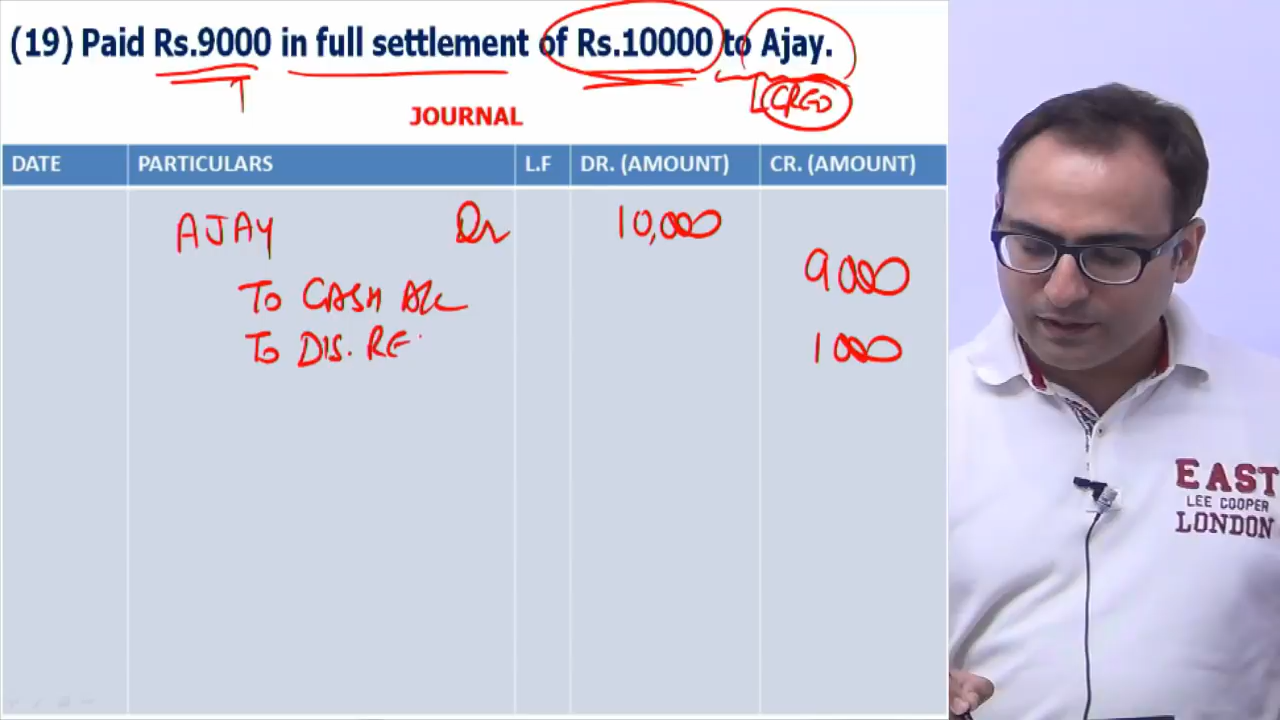 (19) Paid Rs.9000 in full settlement of Rs.10000 to Ajay.
CRED
JOURNAL
DATE PARTICULARS L.F DR. (AMOUNT) CR. (AMOUNT)
AJAY Dr 10,000
To CASH A/c 9000
To DIS. RE 1000
EAST
LEE COOPER
LONDON